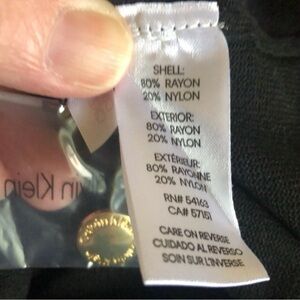 SHELL:
80% RAYON
20% NYLON
EXTERIOR:
80% RAYON
20% NYLON
EXTÉRIEUR:
80% RAYONNE
20% NYLON
RN# 54163
CA# 57151
CARE ON REVERSE
CUIDADO AL REVERSO
SOIN SUR L'INVERSE
Klein